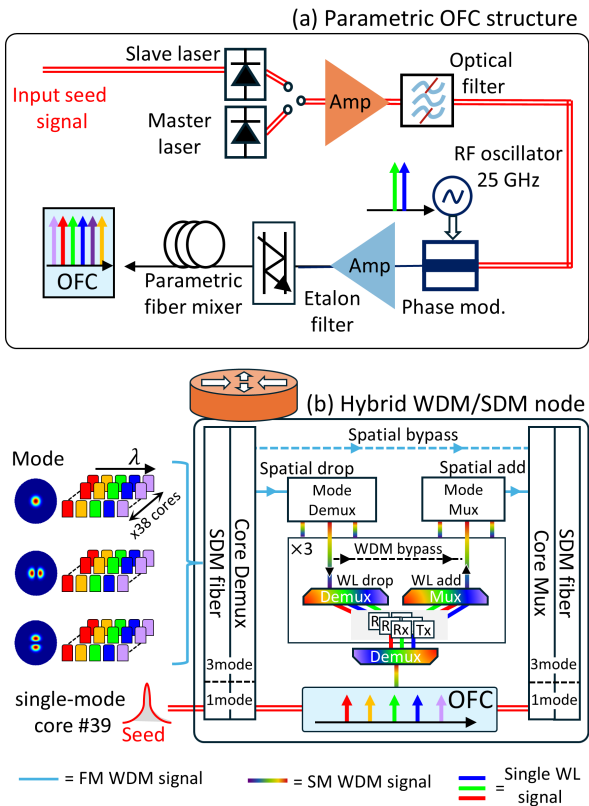 (a) Parametric OFC structure
Slave laser
Input seed
signal
Master
laser
Amp
Optical
filter
RF oscillator
25 GHz
OFC
Parametric
fiber mixer
Etalon
filter
Amp
Phase mod.
(b) Hybrid WDM/SDM node
Mode
λ
x38 cores
SDM fiber
Core Demux
Spatial bypass
Spatial drop
Spatial add
Mode
Demux
Mode
Mux
×3
WDM bypass
WL drop
WL add
Demux
Mux
R
R
Rx
Tx
Demux
Core Mux
SDM fiber
3mode
1mode
3mode
1mode
single-mode
core #39
Seed
OFC
= FM WDM signal
= SM WDM signal
= Single WL
signal